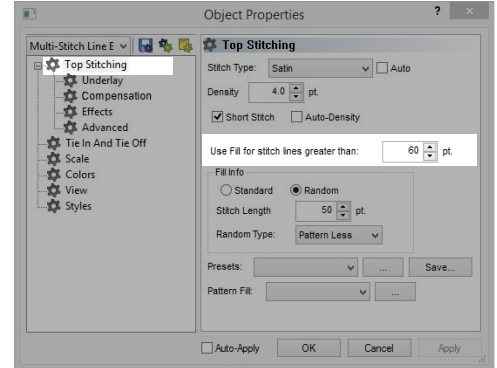 Object Properties
?
Multi-Stitch Line E
Top Stitching
Underlay
Compensation
Effects
Advanced
Tie In And Tie Off
Scale
Colors
View
Styles
Top Stitching
Stitch Type: Satin Auto
Density 4.0 pt.
Short Stitch Auto-Density
Use Fill for stitch lines greater than: 60 pt.
Fill Info
Standard Random
Stitch Length 50 pt.
Random Type: Pattern Less
Presets: ... Save...
Pattern Fill: ...
Auto-Apply OK Cancel Apply